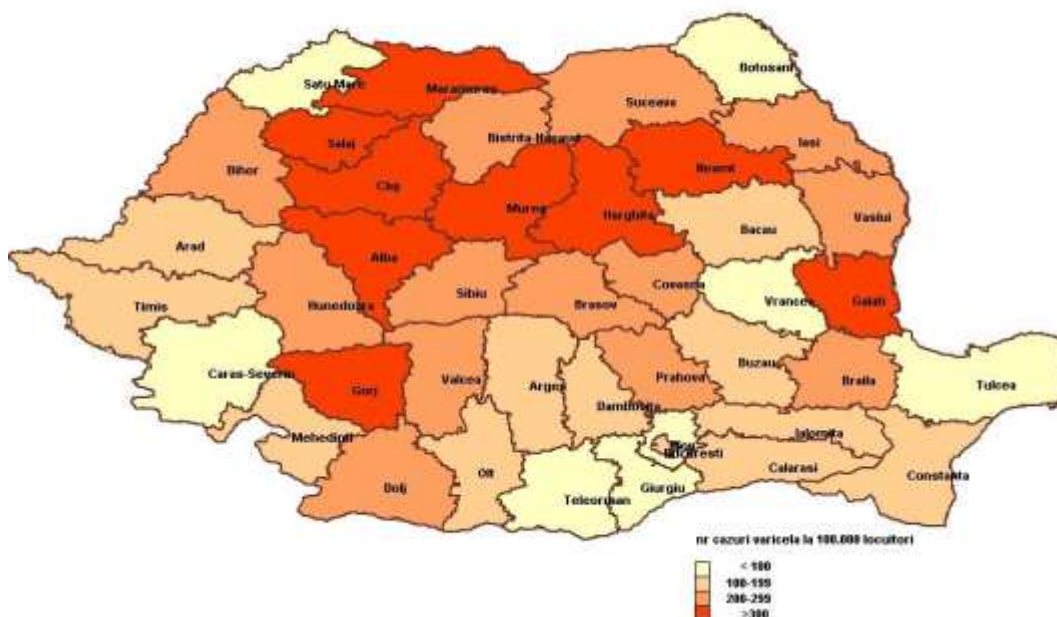 Botosani
Satu-Mare
Maramures
Suceava
Bistrita-Nasaud
Iasi
Salaj
Bihor
Neamt
Cluj
Mures
Harghita
Vaslui
Bacau
Arad
Alba
Covasna
Sibiu
Brasov
Vrancea
Galati
Timis
Hunedoara
Caras-Severin
Gorj
Valcea
Arges
Prahova
Buzau
Braila
Tulcea
Dambovita
Mehedinti
Ialomita
Bucuresti
Olt
Calarasi
Constanta
Dolj
Teleorman
Giurgiu
nr cazuri varicela la 100.000 locuitori
< 100
100-199
200-299
>300